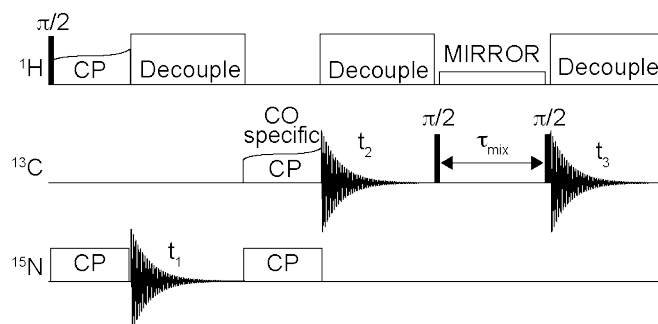 π/2
¹H
CP
Decouple
Decouple
MIRROR
Decouple
CO
specific
¹³C
CP
t₂
π/2
τmix
π/2
t₃
¹⁵N
CP
t₁
CP